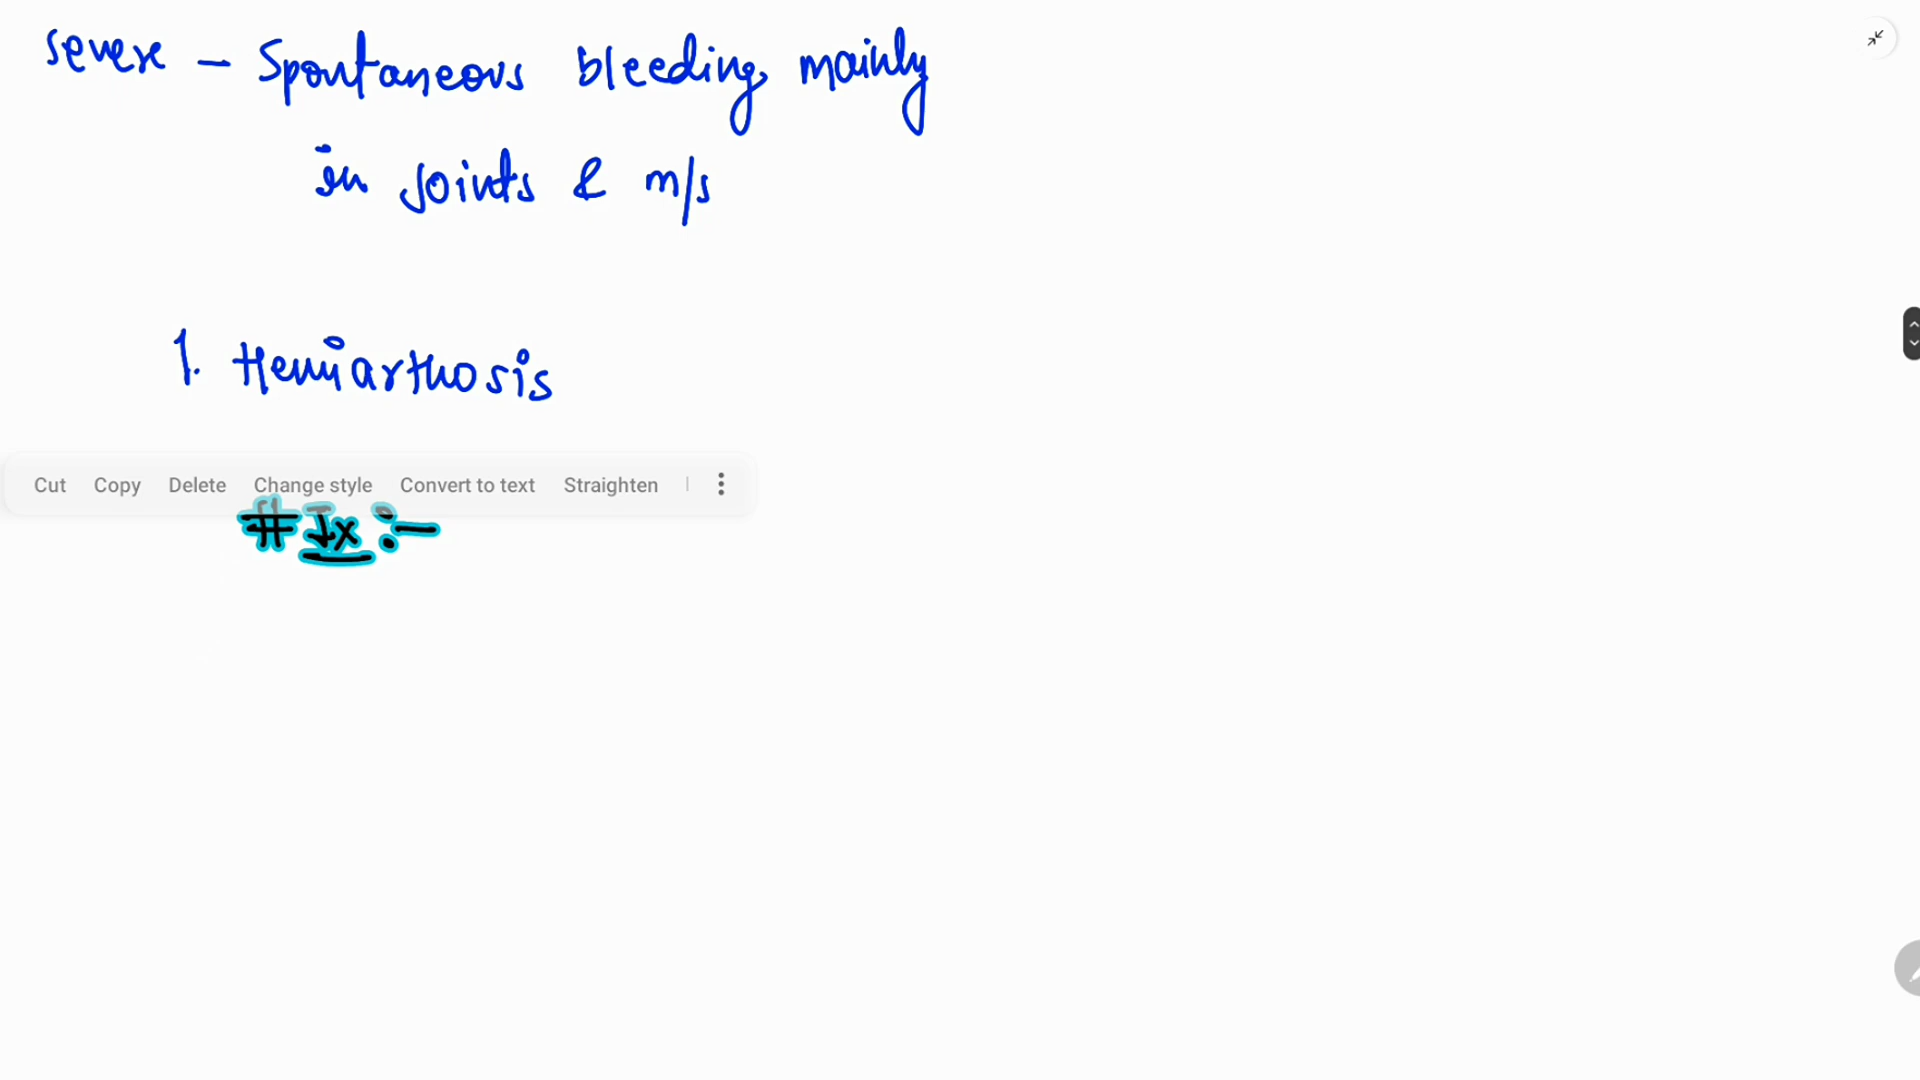 severe - Spontaneous bleeding, mainly
in joints & m/s
1. Hemiarthosis
Cut Copy Delete Change style Convert to text Straighten
# Ix :-